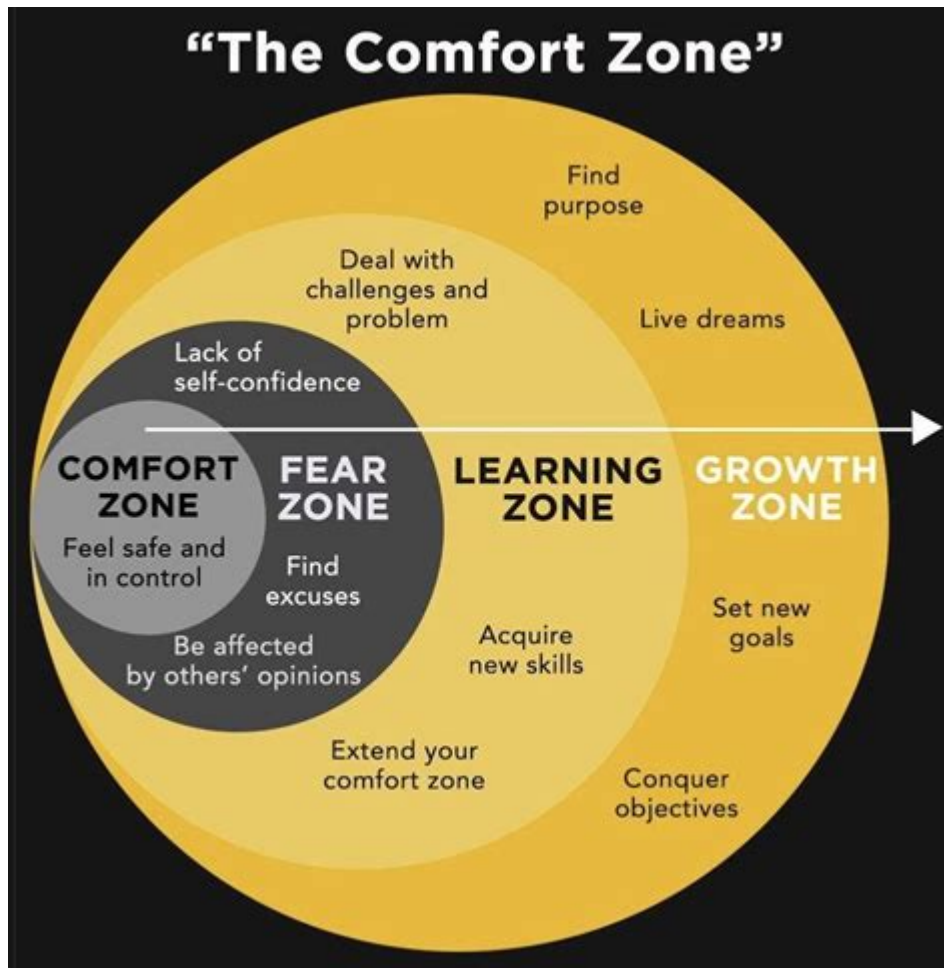 “The Comfort Zone”
Find
purpose
Deal with
challenges and
problem
Live dreams
Lack of
self-confidence
COMFORT
ZONE
Feel safe and
in control
FEAR
ZONE
Find
excuses
Be affected
by others’ opinions
LEARNING
ZONE
Acquire
new skills
Extend your
comfort zone
GROWTH
ZONE
Set new
goals
Conquer
objectives